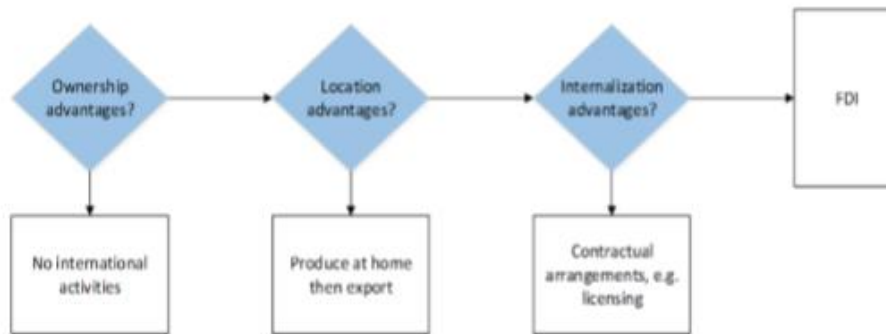 Ownership
advantages?
Location
advantages?
Internalization
advantages?
FDI
No international
activities
Produce at home
then export
Contractual
arrangements, e.g.
licensing